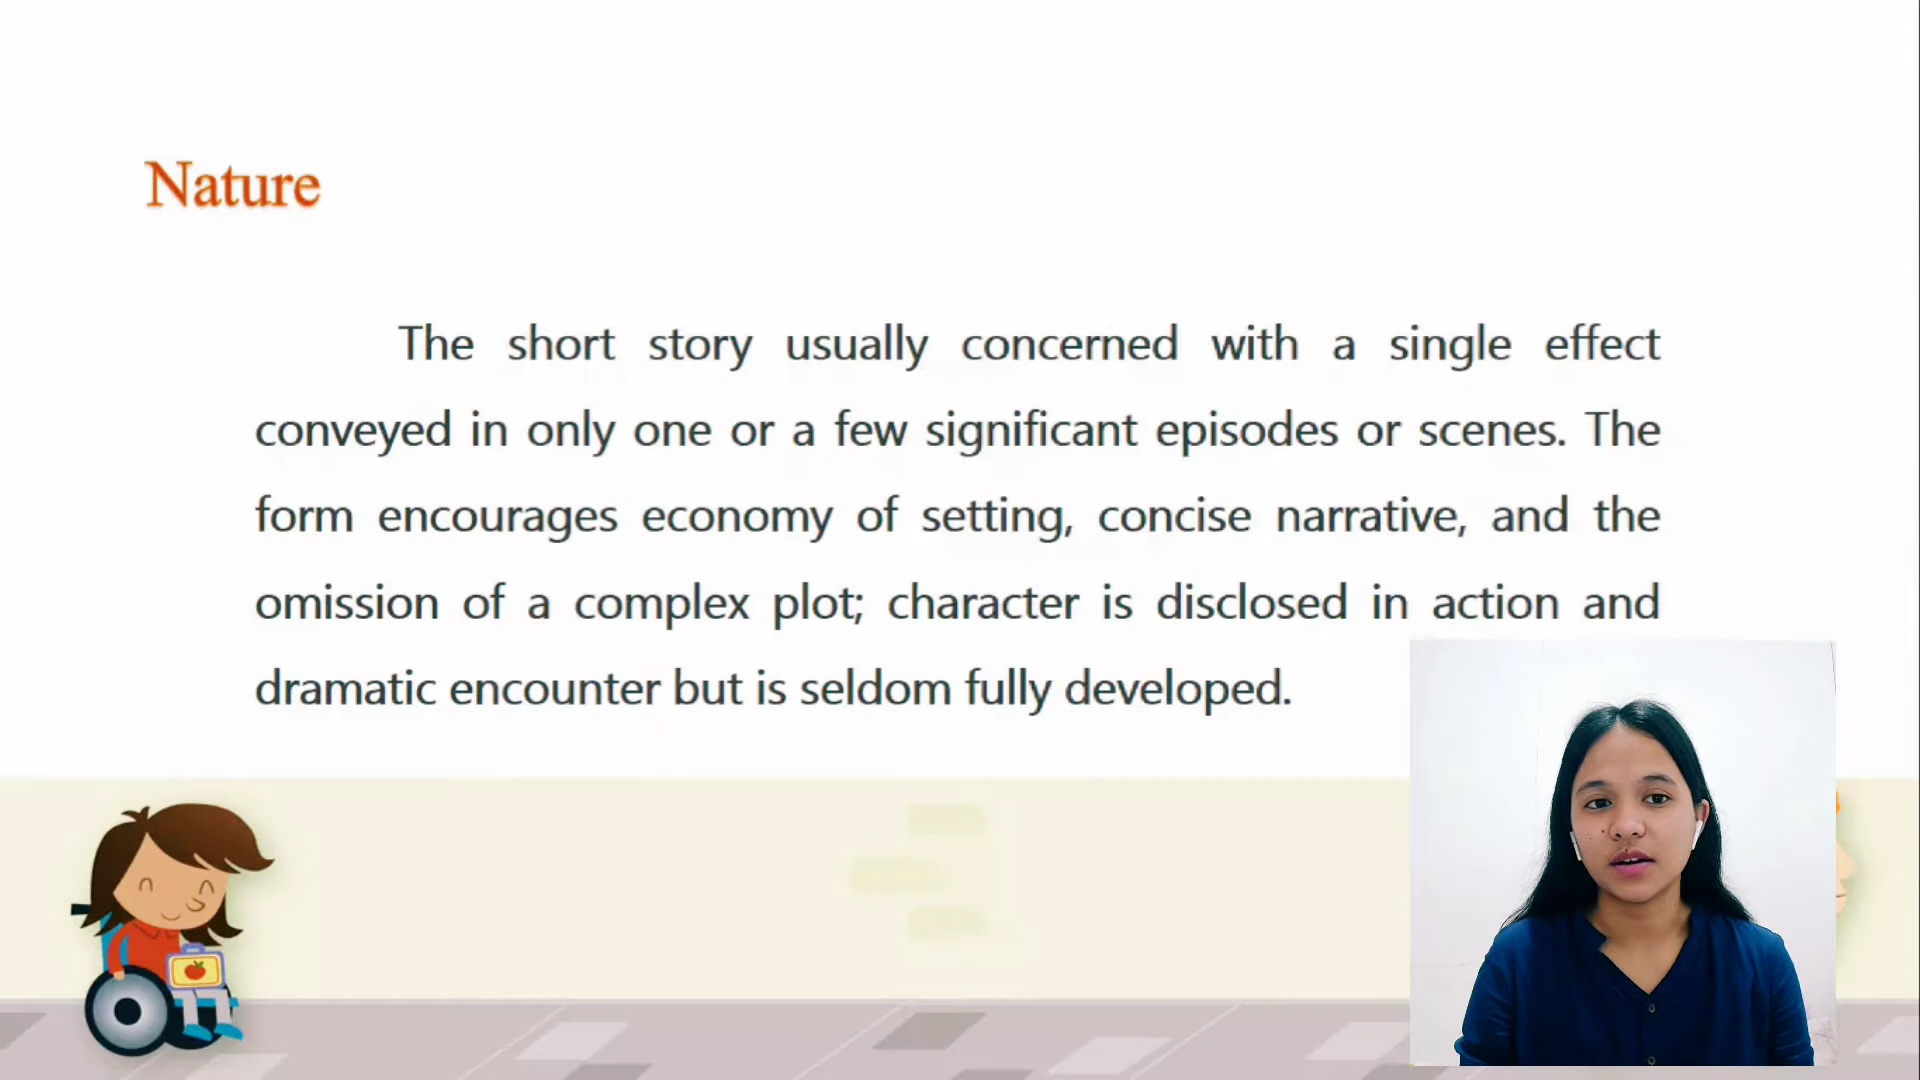 Nature
The short story usually concerned with a single effect
conveyed in only one or a few significant episodes or scenes. The
form encourages economy of setting, concise narrative, and the
omission of a complex plot; character is disclosed in action and
dramatic encounter but is seldom fully developed.